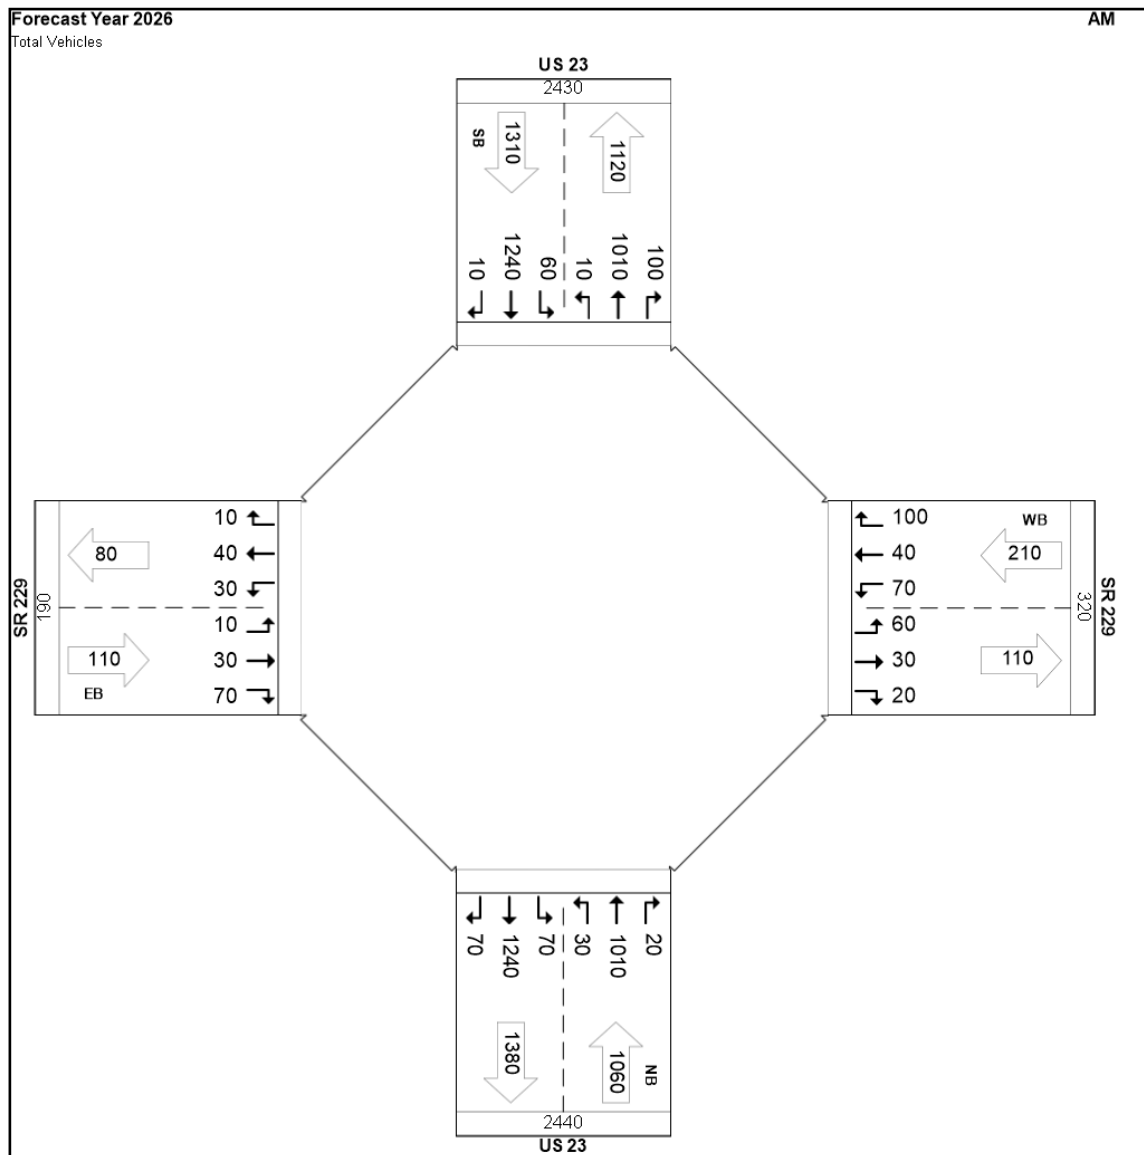 Forecast Year 2026 AM
Total Vehicles
US 23
2430
SB 1310 1120
10 1240 60 10 1010 100
10 100 WB
80 40 40 210
30 70
SR 229 190 320 SR 229
10 60
110 30 30 110
EB 70 20
70 1240 70 30 1010 20
1380 1060 NB
2440
US 23